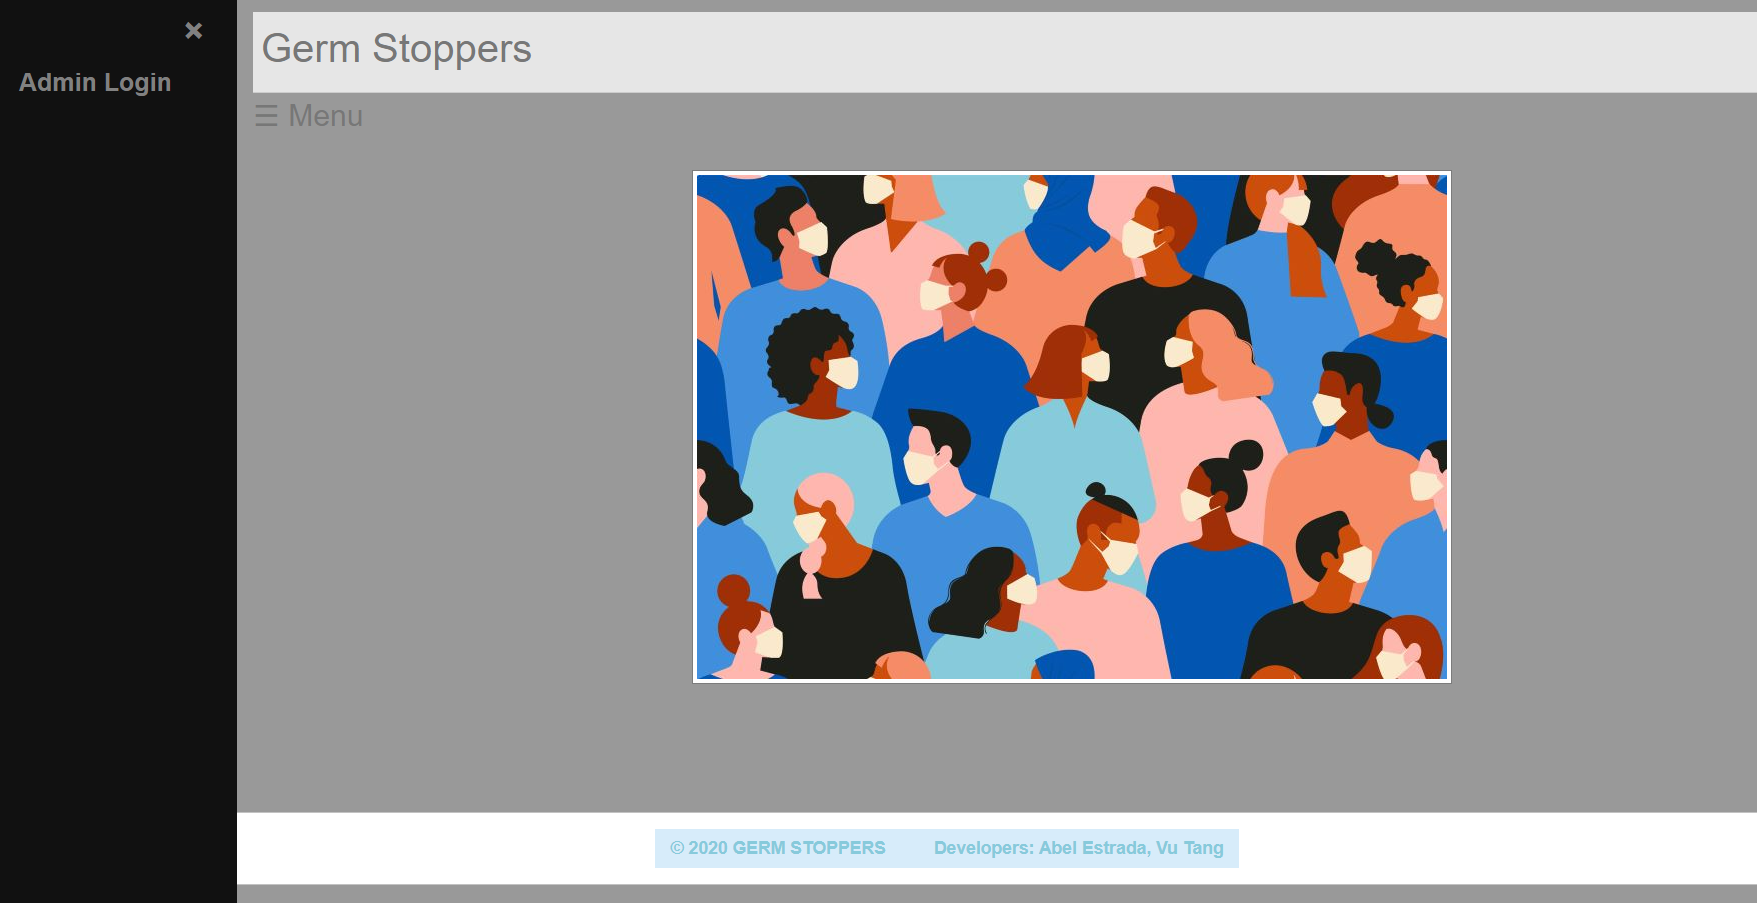 ×
Admin Login
Germ Stoppers
☰ Menu
© 2020 GERM STOPPERS Developers: Abel Estrada, Vu Tang